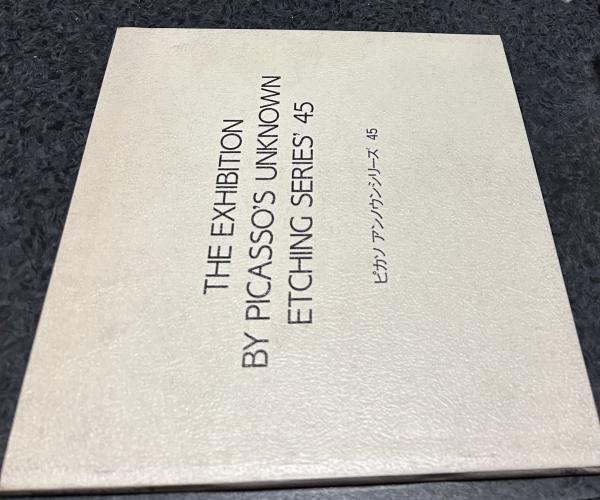 THE EXHIBITION
BY PICASSO'S UNKNOWN
ETCHING SERIES' 45
ピカソ アンノウンシリーズ' 45